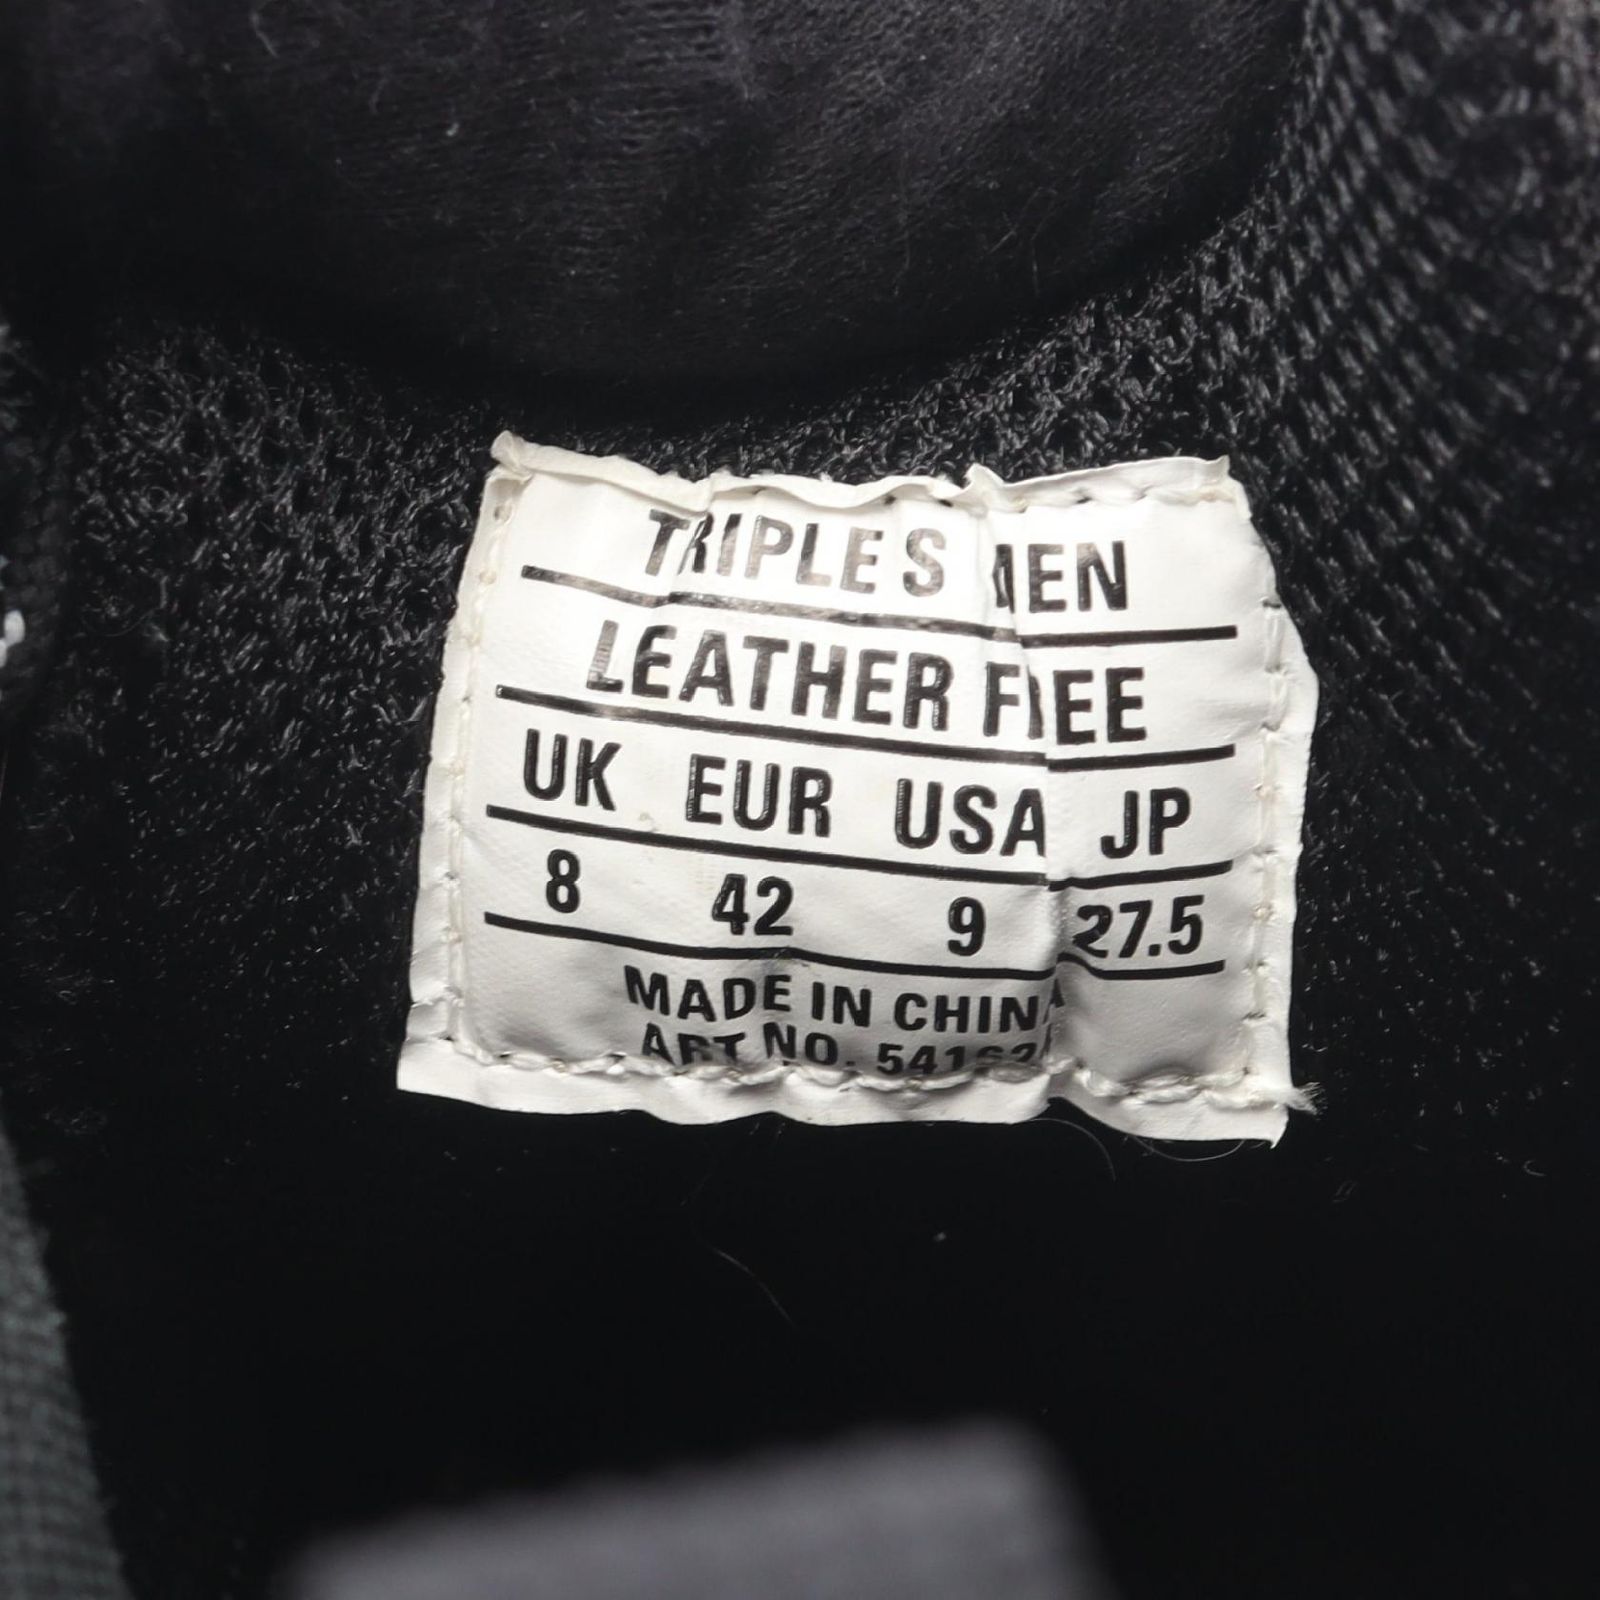 TRIPLE S MEN
LEATHER FREE
UK EUR USA JP
8 42 9 27.5
MADE IN CHINA
ART NO.